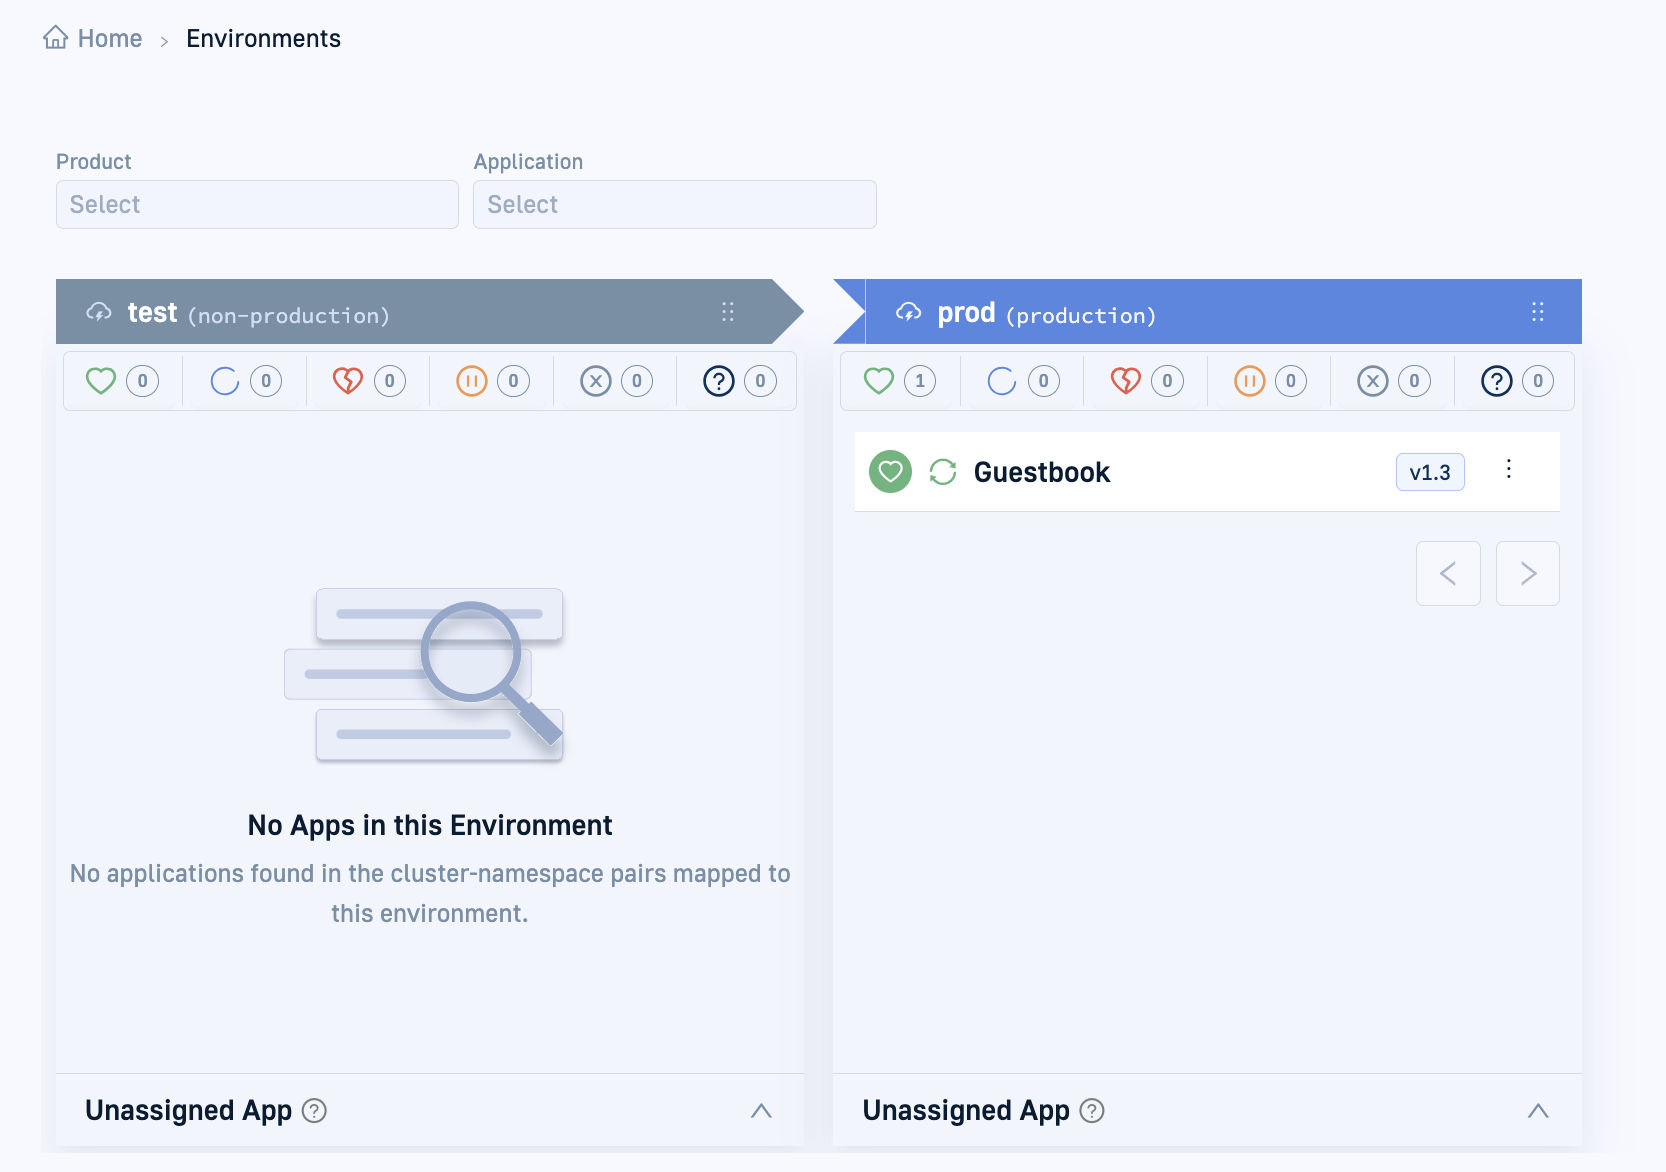 Home > Environments
Product
Application
Select
Select
test (non-production)
0 0 0 0 0 ? 0
No Apps in this Environment
No applications found in the cluster-namespace pairs mapped to
this environment.
Unassigned App ?
prod (production)
1 0 0 0 0 ? 0
Guestbook v1.3
< >
Unassigned App ?